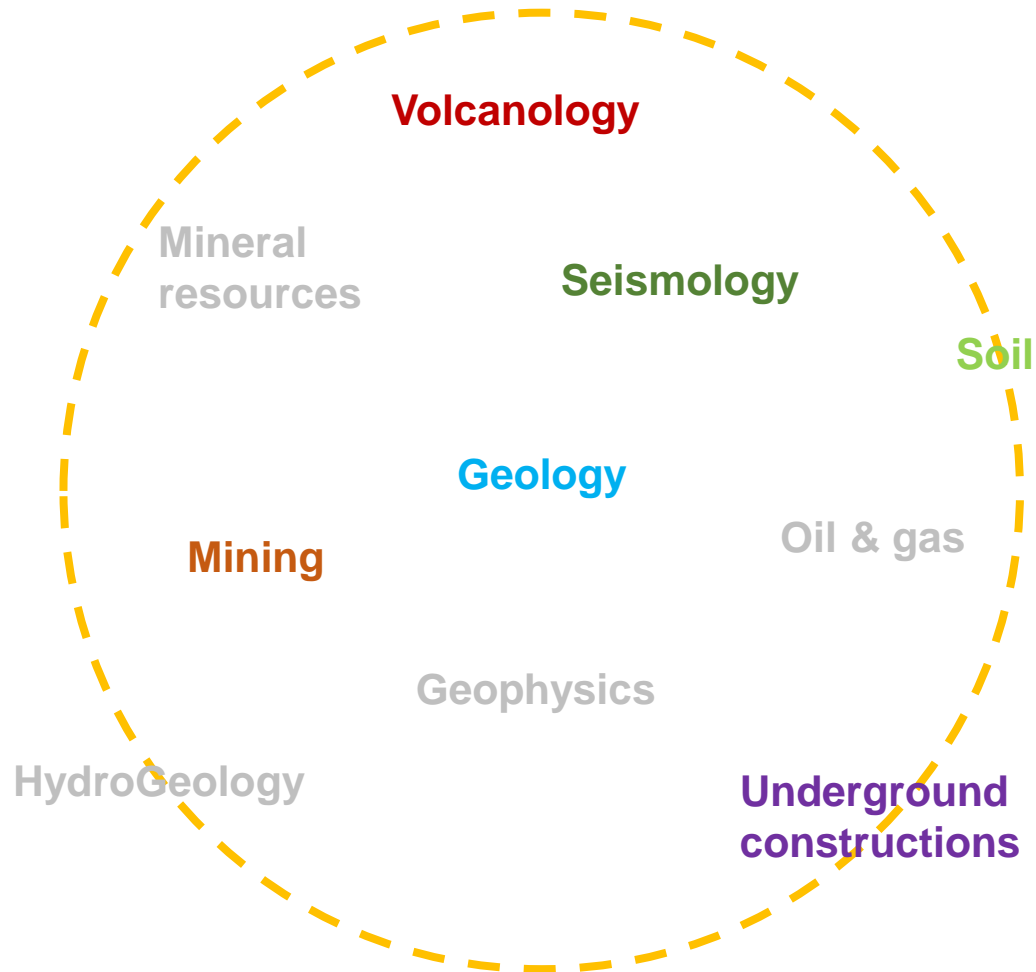 Volcanology
Mineral
resources
Seismology
Soil
Geology
Oil & gas
Mining
Geophysics
HydroGeology
Underground
constructions